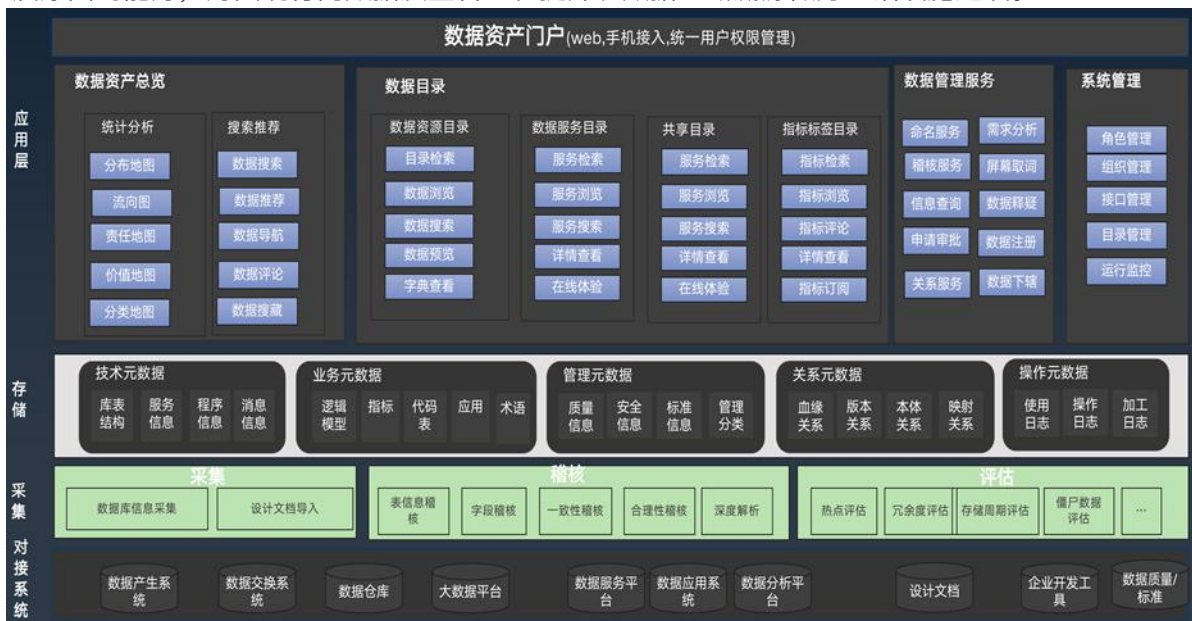 数据资产门户(web,手机接入,统一用户权限管理)
应用层
数据资产总览
统计分析
分布地图
流向图
责任地图
价值地图
分类地图
搜索推荐
数据搜索
数据推荐
数据导航
数据评论
数据搜藏
数据目录
数据资源目录
目录检索
数据浏览
数据搜索
数据预览
字典查看
数据服务目录
服务检索
服务浏览
服务搜索
详情查看
在线体验
共享目录
服务检索
服务浏览
服务搜索
详情查看
在线体验
指标标签目录
指标检索
指标浏览
指标评论
详情查看
指标订阅
数据管理服务
命名服务
需求分析
稽核服务
屏幕取词
信息查询
数据释疑
申请审批
数据注册
关系服务
数据下辖
系统管理
角色管理
组织管理
接口管理
目录管理
运行监控
存储
技术元数据
库表
结构
服务
信息
程序
信息
消息
信息
业务元数据
逻辑
模型
指标
代码
表
应用
术语
管理元数据
质量
信息
安全
信息
标准
信息
管理
分类
关系元数据
血缘
关系
版本
关系
本体
关系
映射
关系
操作元数据
使用
日志
操作
日志
加工
日志
采集
采集
数据库信息采集
设计文档导入
稽核
表信息稽
核
字段稽核
一致性稽核
合理性稽核
深度解析
评估
热点评估
冗余度评估
存储周期评估
僵尸数据
评估
...
对接系统
数据产生系
统
数据交换系
统
数据仓库
大数据平台
数据服务平
台
数据应用系
统
数据分析平
台
设计文档
企业开发工
具
数据质量/
标准